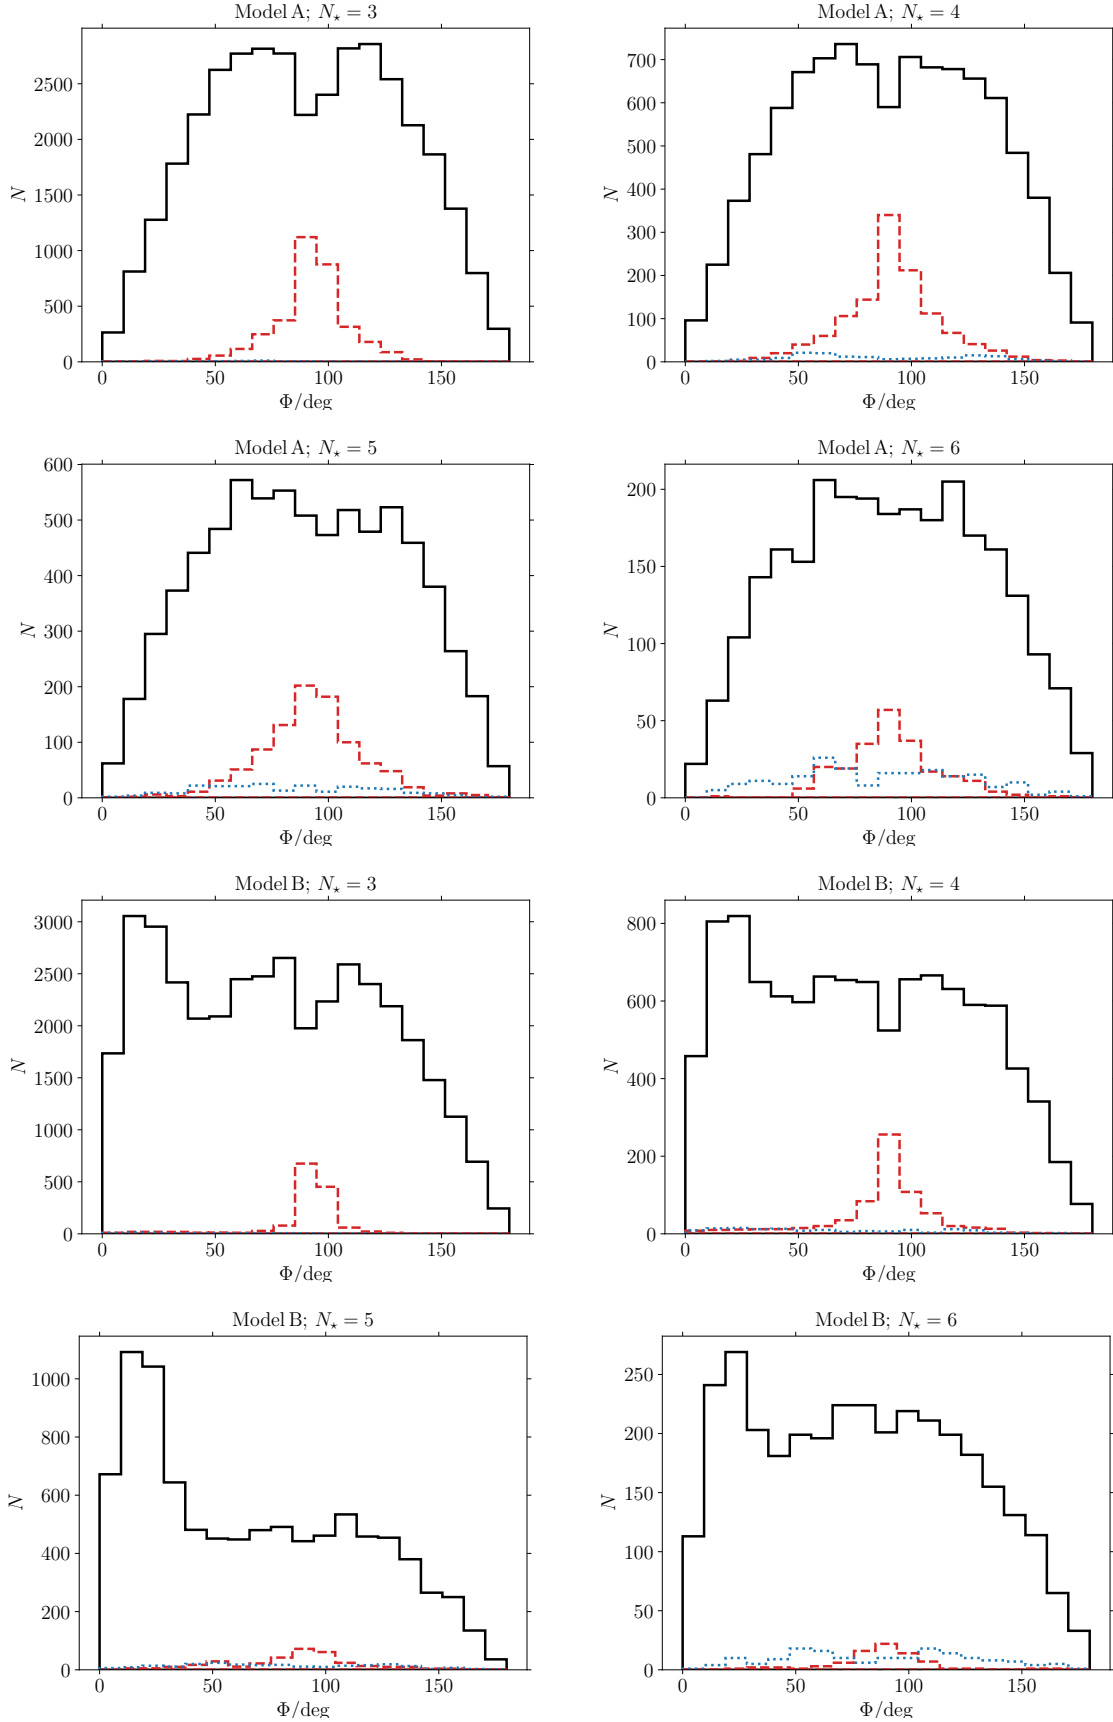 Model A; N⋆ = 3
2500
2000
1500
1000
500
0
N
0 50 100 150
Φ/deg
Model A; N⋆ = 4
700
600
500
400
300
200
100
0
N
0 50 100 150
Φ/deg
Model A; N⋆ = 5
600
500
400
300
200
100
0
N
0 50 100 150
Φ/deg
Model A; N⋆ = 6
200
150
100
50
0
N
0 50 100 150
Φ/deg
Model B; N⋆ = 3
3000
2500
2000
1500
1000
500
0
N
0 50 100 150
Φ/deg
Model B; N⋆ = 4
800
600
400
200
0
N
0 50 100 150
Φ/deg
Model B; N⋆ = 5
1000
800
600
400
200
0
N
0 50 100 150
Φ/deg
Model B; N⋆ = 6
250
200
150
100
50
0
N
0 50 100 150
Φ/deg